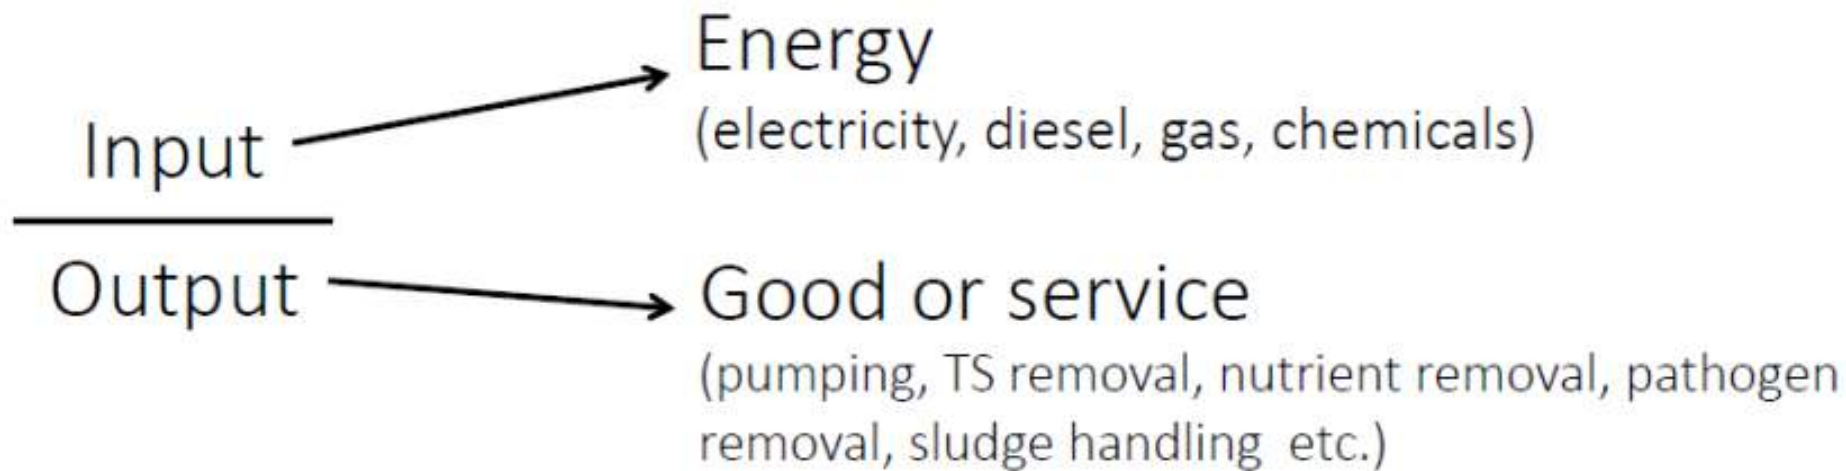 Energy
(electricity, diesel, gas, chemicals)
Input
Output
Good or service
(pumping, TS removal, nutrient removal, pathogen
removal, sludge handling etc.)